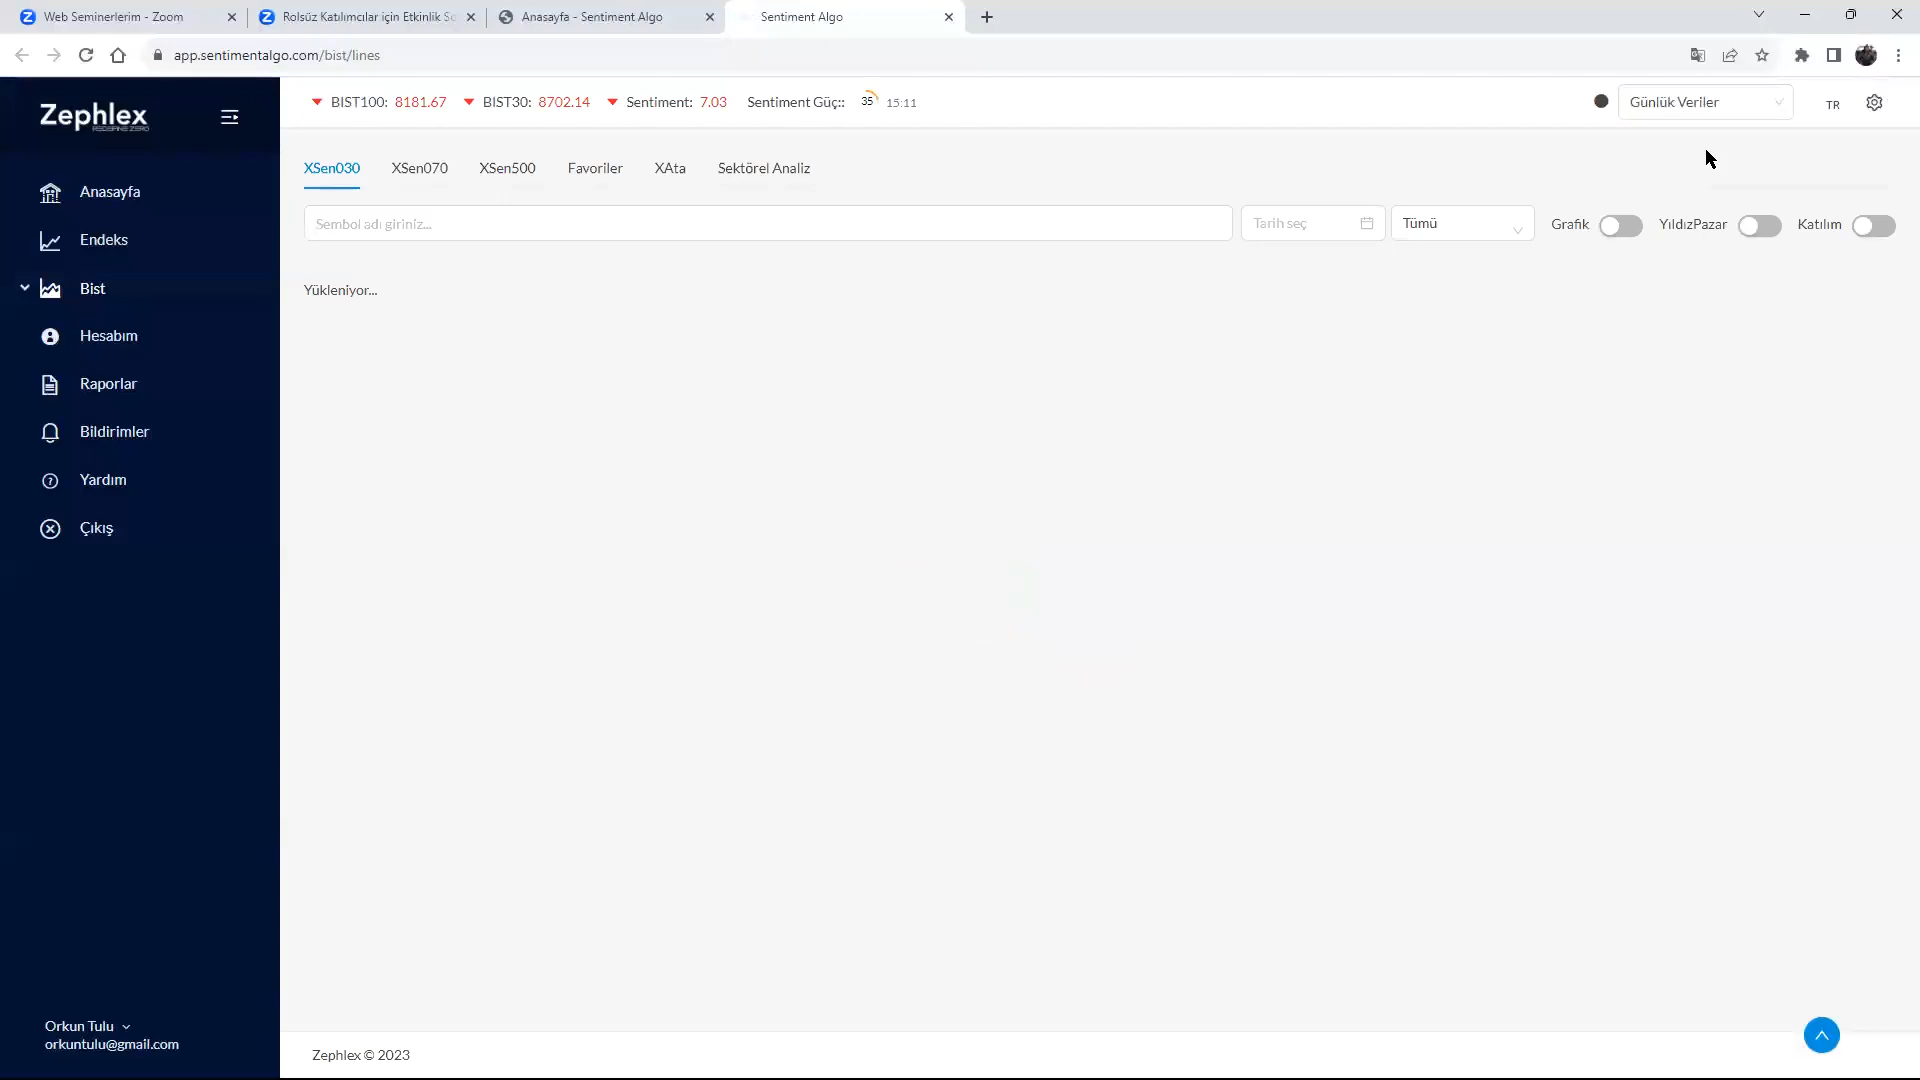 Web Seminerlerim - Zoom
Rolsüz Katılımcılar için Etkinlik Sc
Anasayfa - Sentiment Algo
Sentiment Algo
app.sentimentalgo.com/bist/lines
Zephlex
BIST100: 8181.67 BIST30: 8702.14 Sentiment: 7.03 Sentiment Güç:: 35 15:11
Günlük Veriler
TR
XSen030 XSen070 XSen500 Favoriler XAta Sektörel Analiz
Sembol adı giriniz...
Tarih seç
Tümü
Grafik YıldızPazar Katılım
Yükleniyor...
Anasayfa
Endeks
Bist
Hesabım
Raporlar
Bildirimler
Yardım
Çıkış
Orkun Tulu
orkuntulu@gmail.com
Zephlex © 2023